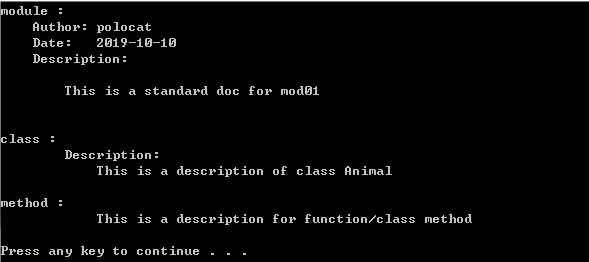 module :
Author: polocat
Date: 2019-10-10
Description:
This is a standard doc for mod01
class :
Description:
This is a description of class Animal
method :
This is a description for function/class method
Press any key to continue . . .